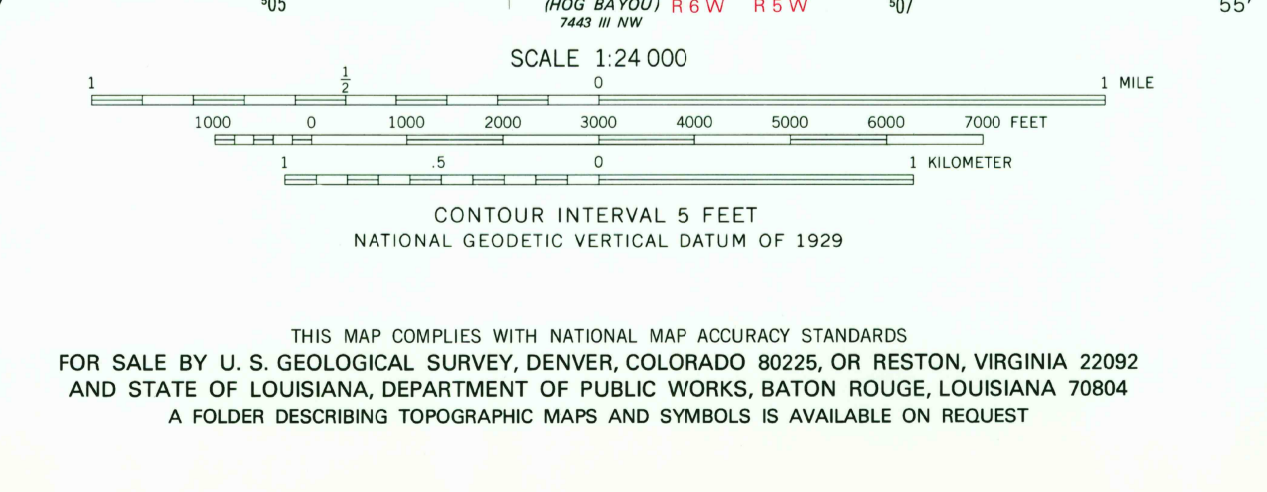 ⁵05 (HOG BAYOU) R 6 W R 5 W ⁵07 55'
7443 III NW
SCALE 1:24 000
1 1/2 0 1 MILE
1000 0 1000 2000 3000 4000 5000 6000 7000 FEET
1 .5 0 1 KILOMETER
CONTOUR INTERVAL 5 FEET
NATIONAL GEODETIC VERTICAL DATUM OF 1929
THIS MAP COMPLIES WITH NATIONAL MAP ACCURACY STANDARDS
FOR SALE BY U. S. GEOLOGICAL SURVEY, DENVER, COLORADO 80225, OR RESTON, VIRGINIA 22092
AND STATE OF LOUISIANA, DEPARTMENT OF PUBLIC WORKS, BATON ROUGE, LOUISIANA 70804
A FOLDER DESCRIBING TOPOGRAPHIC MAPS AND SYMBOLS IS AVAILABLE ON REQUEST